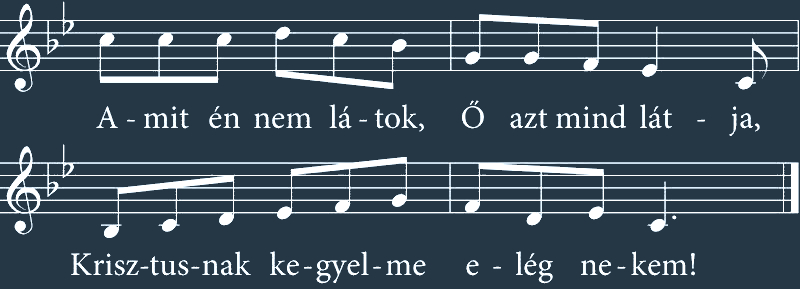 A - mit én nem lá - tok, Ő azt mind lát - ja,
Krisz-tus-nak ke-gyel-me e - lég ne-kem!